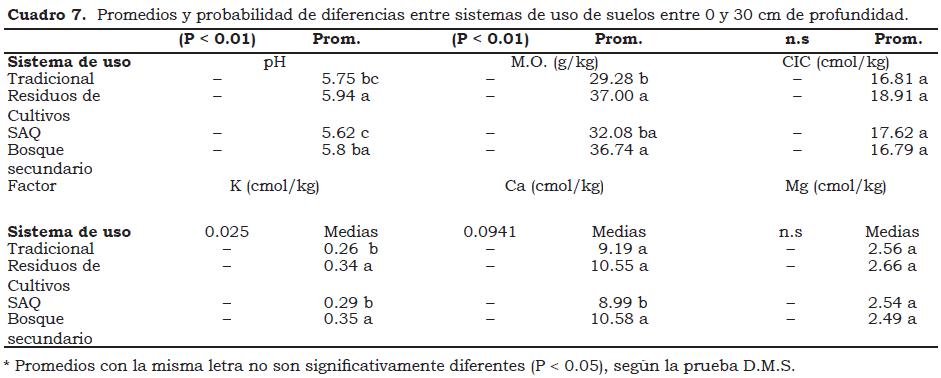 Cuadro 7. Promedios y probabilidad de diferencias entre sistemas de uso de suelos entre 0 y 30 cm de profundidad.
(P < 0.01) Prom. (P < 0.01) Prom. n.s Prom.
Sistema de uso pH M.O. (g/kg) CIC (cmol/kg)
Tradicional – 5.75 bc – 29.28 b – 16.81 a
Residuos de – 5.94 a – 37.00 a – 18.91 a
Cultivos
SAQ – 5.62 c – 32.08 ba – 17.62 a
Bosque – 5.8 ba – 36.74 a – 16.79 a
secundario
Factor K (cmol/kg) Ca (cmol/kg) Mg (cmol/kg)
Sistema de uso 0.025 Medias 0.0941 Medias n.s Medias
Tradicional – 0.26 b – 9.19 a – 2.56 a
Residuos de – 0.34 a – 10.55 a – 2.66 a
Cultivos
SAQ – 0.29 b – 8.99 b – 2.54 a
Bosque – 0.35 a – 10.58 a – 2.49 a
secundario
* Promedios con la misma letra no son significativamente diferentes (P < 0.05), según la prueba D.M.S.